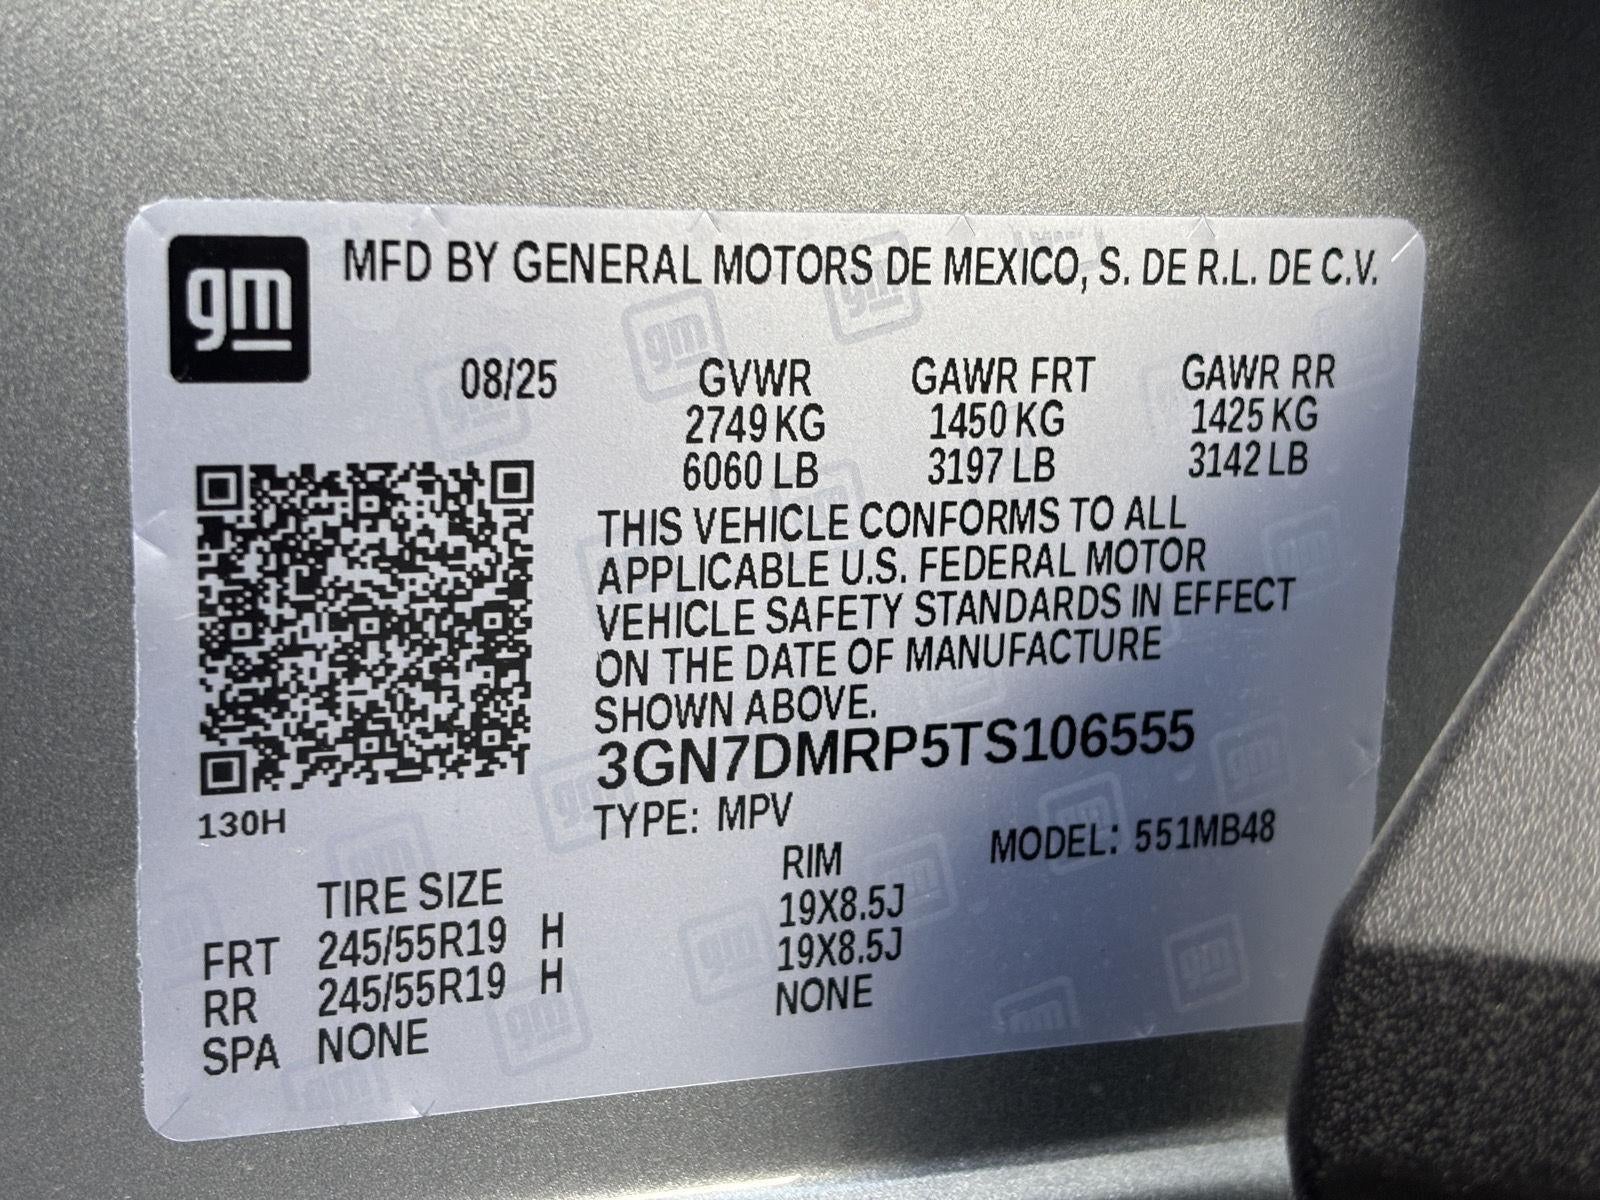 gm
MFD BY GENERAL MOTORS DE MEXICO, S. DE R.L. DE C.V.
08/25 GVWR GAWR FRT GAWR RR
2749 KG 1450 KG 1425 KG
6060 LB 3197 LB 3142 LB
THIS VEHICLE CONFORMS TO ALL
APPLICABLE U.S. FEDERAL MOTOR
VEHICLE SAFETY STANDARDS IN EFFECT
ON THE DATE OF MANUFACTURE
SHOWN ABOVE.
3GN7DMRP5TS106555
130H
TYPE: MPV MODEL: 551MB48
TIRE SIZE RIM
FRT 245/55R19 H 19X8.5J
RR 245/55R19 H 19X8.5J
SPA NONE NONE